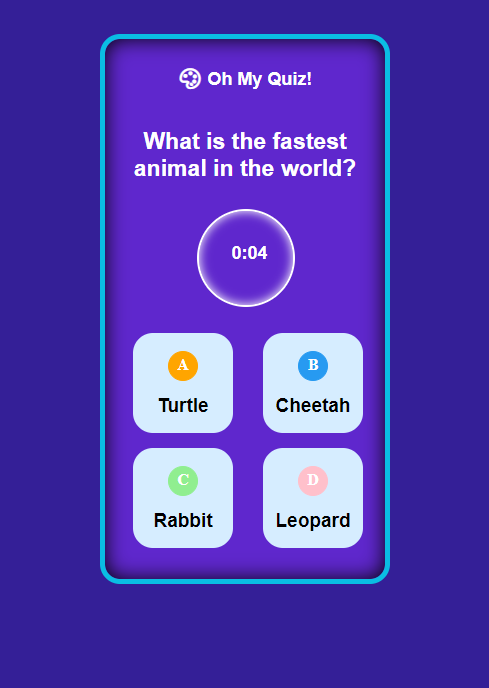 Oh My Quiz!
What is the fastest
animal in the world?
0:04
A
Turtle
B
Cheetah
C
Rabbit
D
Leopard